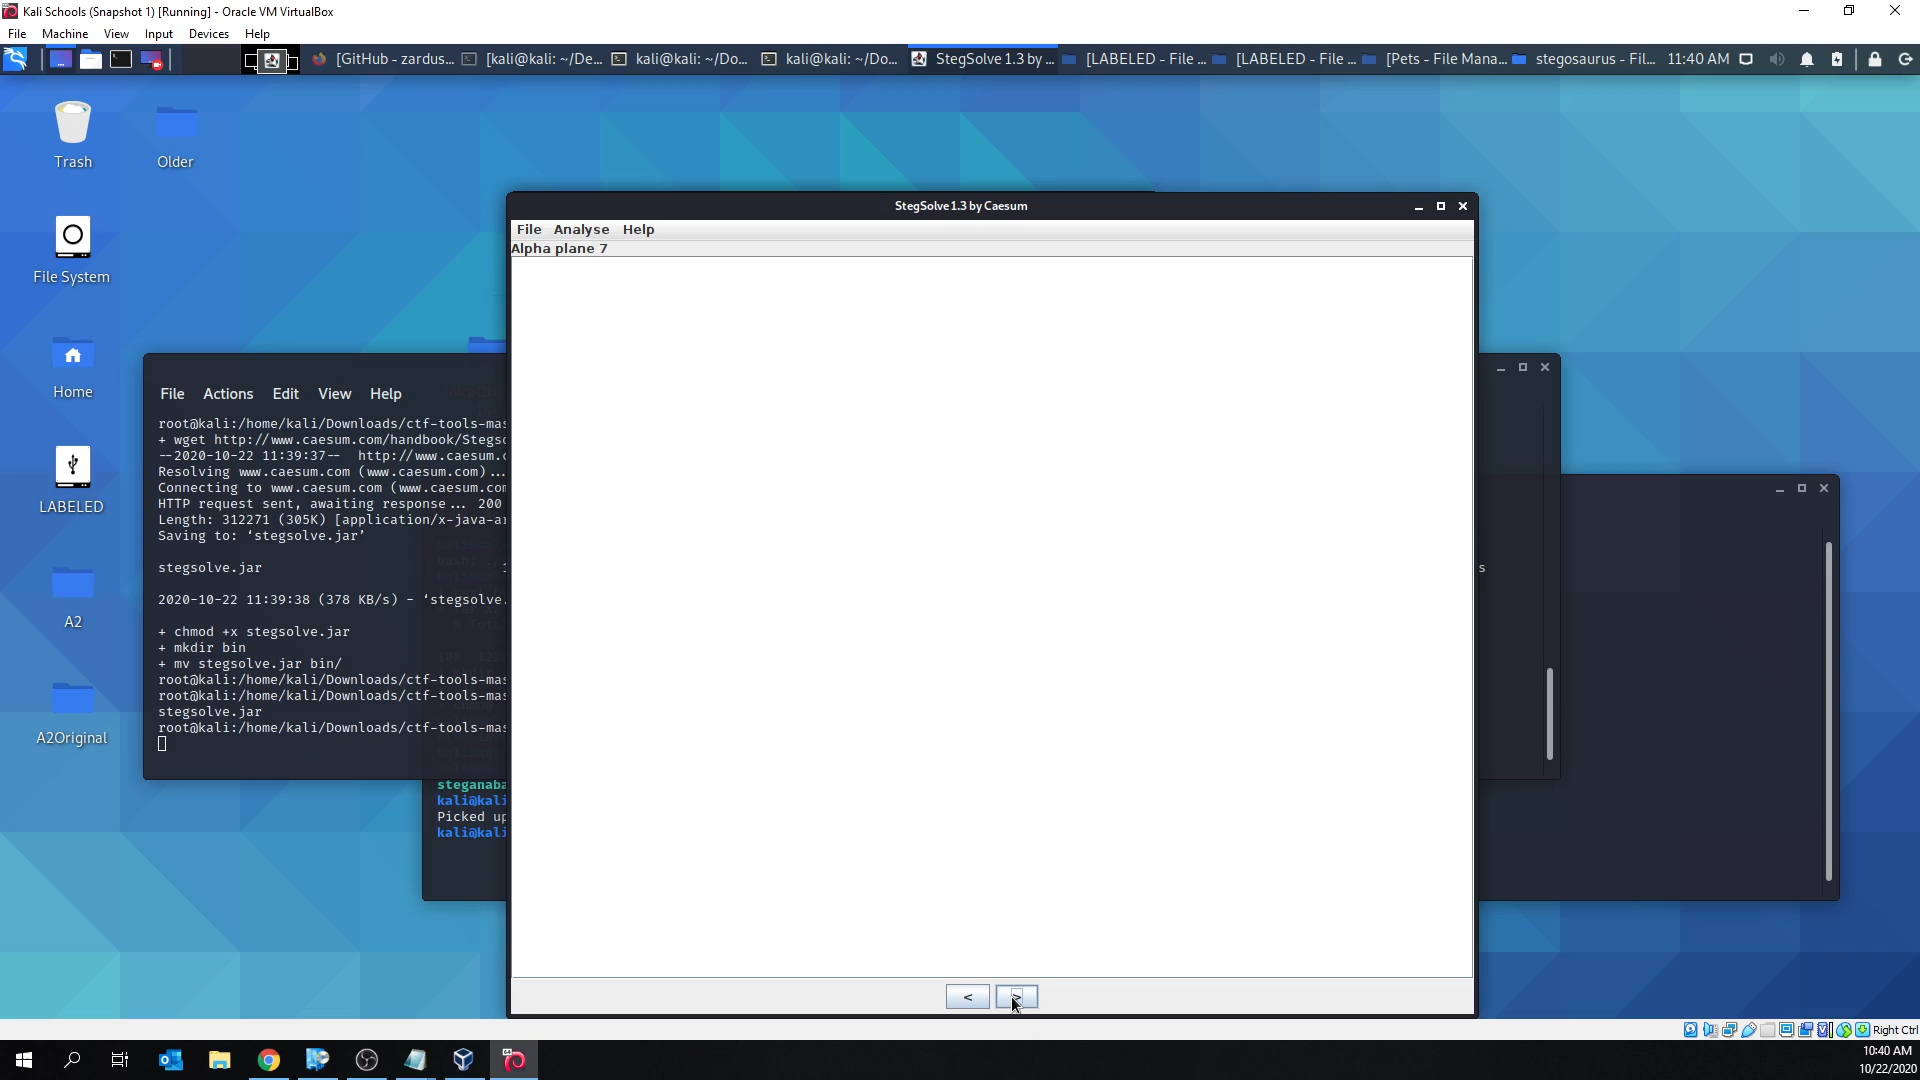 Kali Schools (Snapshot 1) [Running] - Oracle VM VirtualBox
File Machine View Input Devices Help
[GitHub - zardus... [kali@kali: ~/De... kali@kali: ~/Do... kali@kali: ~/Do... StegSolve 1.3 by ... [LABELED - File ... [LABELED - File ... [Pets - File Mana... stegosaurus - Fil... 11:40 AM
Trash
Older
File System
Home
LABELED
A2
A2Original
StegSolve 1.3 by Caesum
File Analyse Help
Alpha plane 7
< >
File Actions Edit View Help
root@kali:/home/kali/Downloads/ctf-tools-mas
+ wget http://www.caesum.com/handbook/Stegso
--2020-10-22 11:39:37-- http://www.caesum.c
Resolving www.caesum.com (www.caesum.com)...
Connecting to www.caesum.com (www.caesum.com
HTTP request sent, awaiting response... 200
Length: 312271 (305K) [application/x-java-ar
Saving to: ‘stegsolve.jar’
stegsolve.jar
2020-10-22 11:39:38 (378 KB/s) - ‘stegsolve.
+ chmod +x stegsolve.jar
+ mkdir bin
+ mv stegsolve.jar bin/
root@kali:/home/kali/Downloads/ctf-tools-mas
root@kali:/home/kali/Downloads/ctf-tools-mas
stegsolve.jar
root@kali:/home/kali/Downloads/ctf-tools-mas
s
steganaba
kali@kali
Picked up
kali@kali
Right Ctrl
10:40 AM
10/22/2020